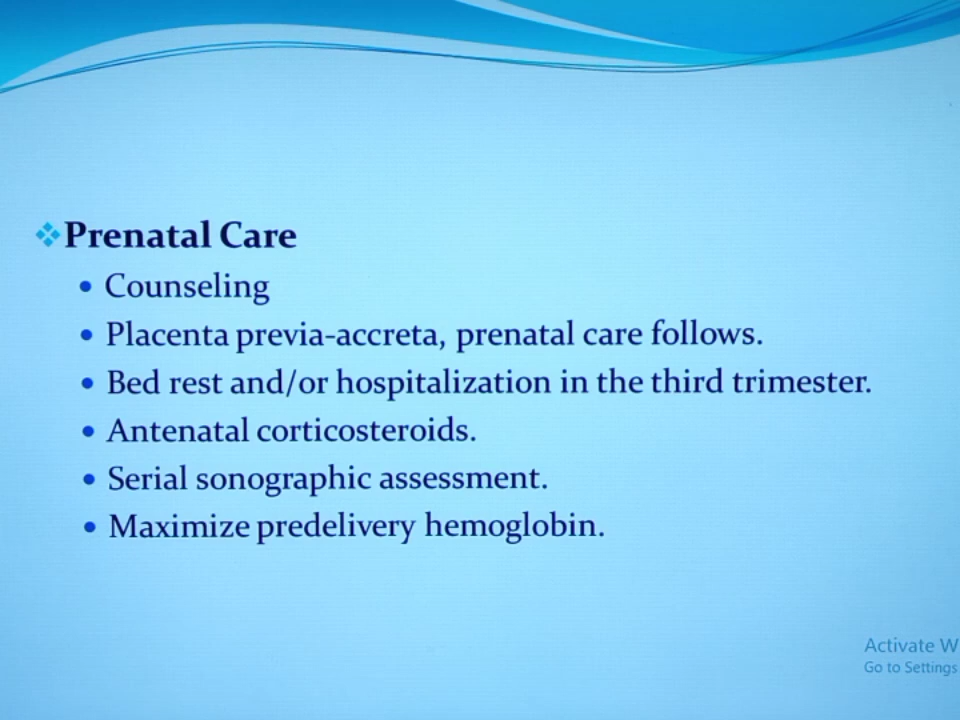 Prenatal Care
Counseling
Placenta previa-accreta, prenatal care follows.
Bed rest and/or hospitalization in the third trimester.
Antenatal corticosteroids.
Serial sonographic assessment.
Maximize predelivery hemoglobin.
Activate W
Go to Settings